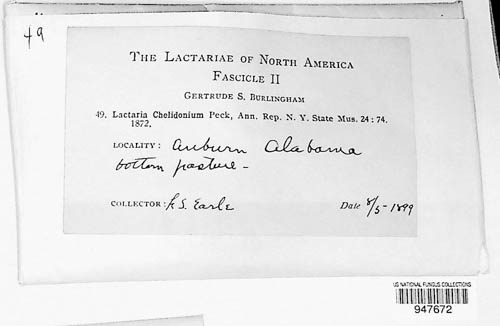 49
THE LACTARIAE OF NORTH AMERICA
FASCICLE II
GERTRUDE S. BURLINGHAM
49. Lactaria Chelidonium Peck, Ann. Rep. N. Y. State Mus. 24 : 74.
1872.
LOCALITY : Auburn Alabama
bottom pasture -
COLLECTOR : F. S. Earle Date 8/5-1899
US NATIONAL FUNGUS COLLECTIONS
947672